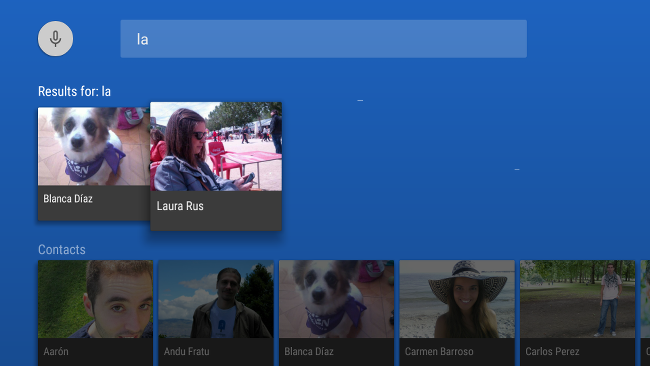 la
Results for: la
Blanca Díaz
Laura Rus
Contacts
Aarón
Andu Fratu
Blanca Díaz
Carmen Barroso
Carlos Perez